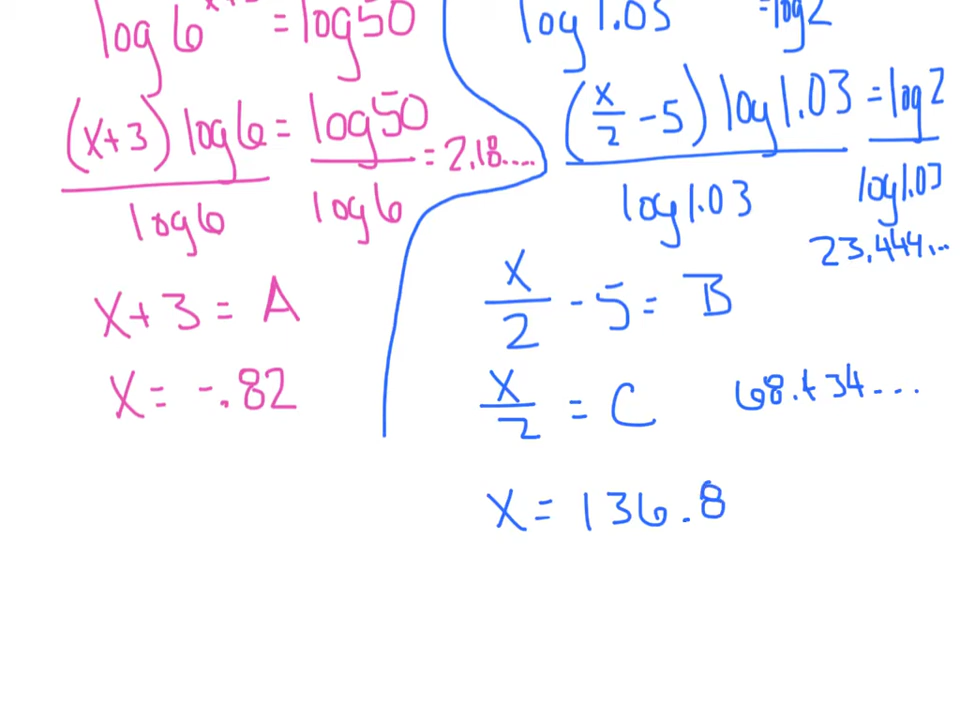 log 6^x+ = log 50
(x+3) log 6 = log 50 = 2.18....
log 6 log 6
x+3 = A
x = -.82
log 1.03 = log 2
(x/2 - 5) log 1.03 = log 2
log 1.03 log 1.03
23.444...
x/2 - 5 = B
x/2 = C 68.434...
x = 136.8